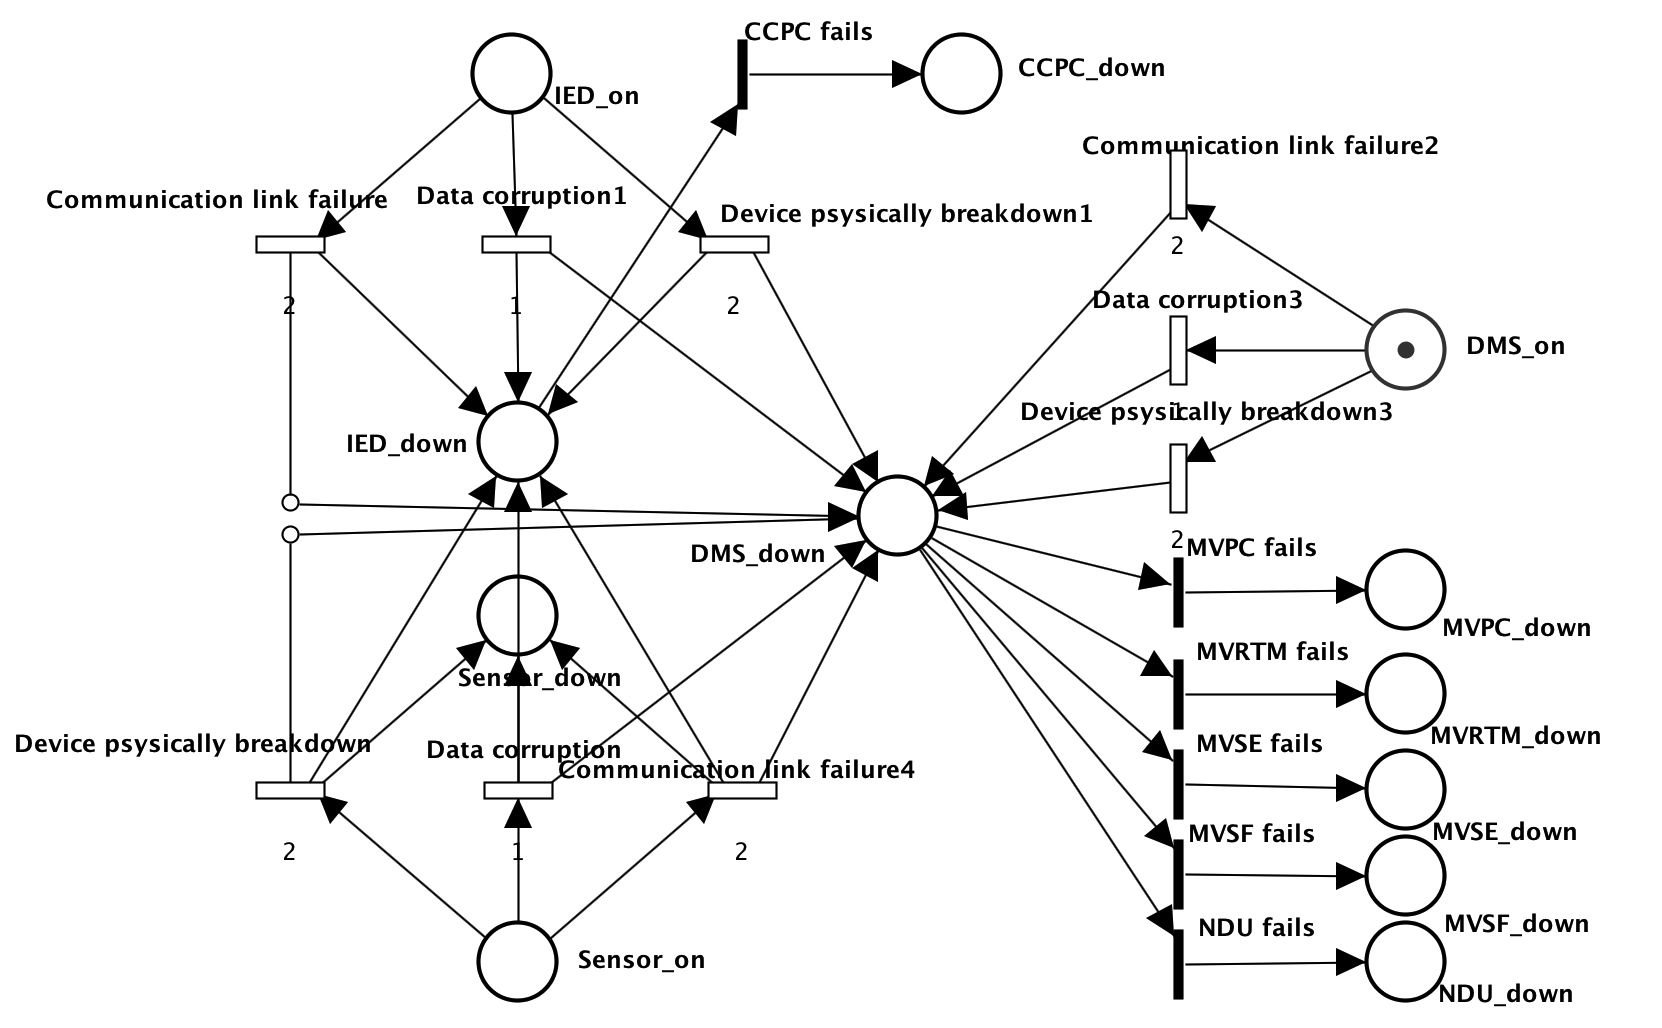 CCPC fails
CCPC_down
IED_on
Communication link failure2
Communication link failure
Data corruption1
Device psysically breakdown1
2
2
1
2
Data corruption3
DMS_on
1
Device psysically breakdown3
IED_down
2
DMS_down
MVPC fails
MVPC_down
MVRTM fails
Sensor_down
MVRTM_down
Device psysically breakdown
Data corruption
MVSE fails
Communication link failure4
MVSE_down
MVSF fails
2
1
2
MVSF_down
NDU fails
Sensor_on
NDU_down